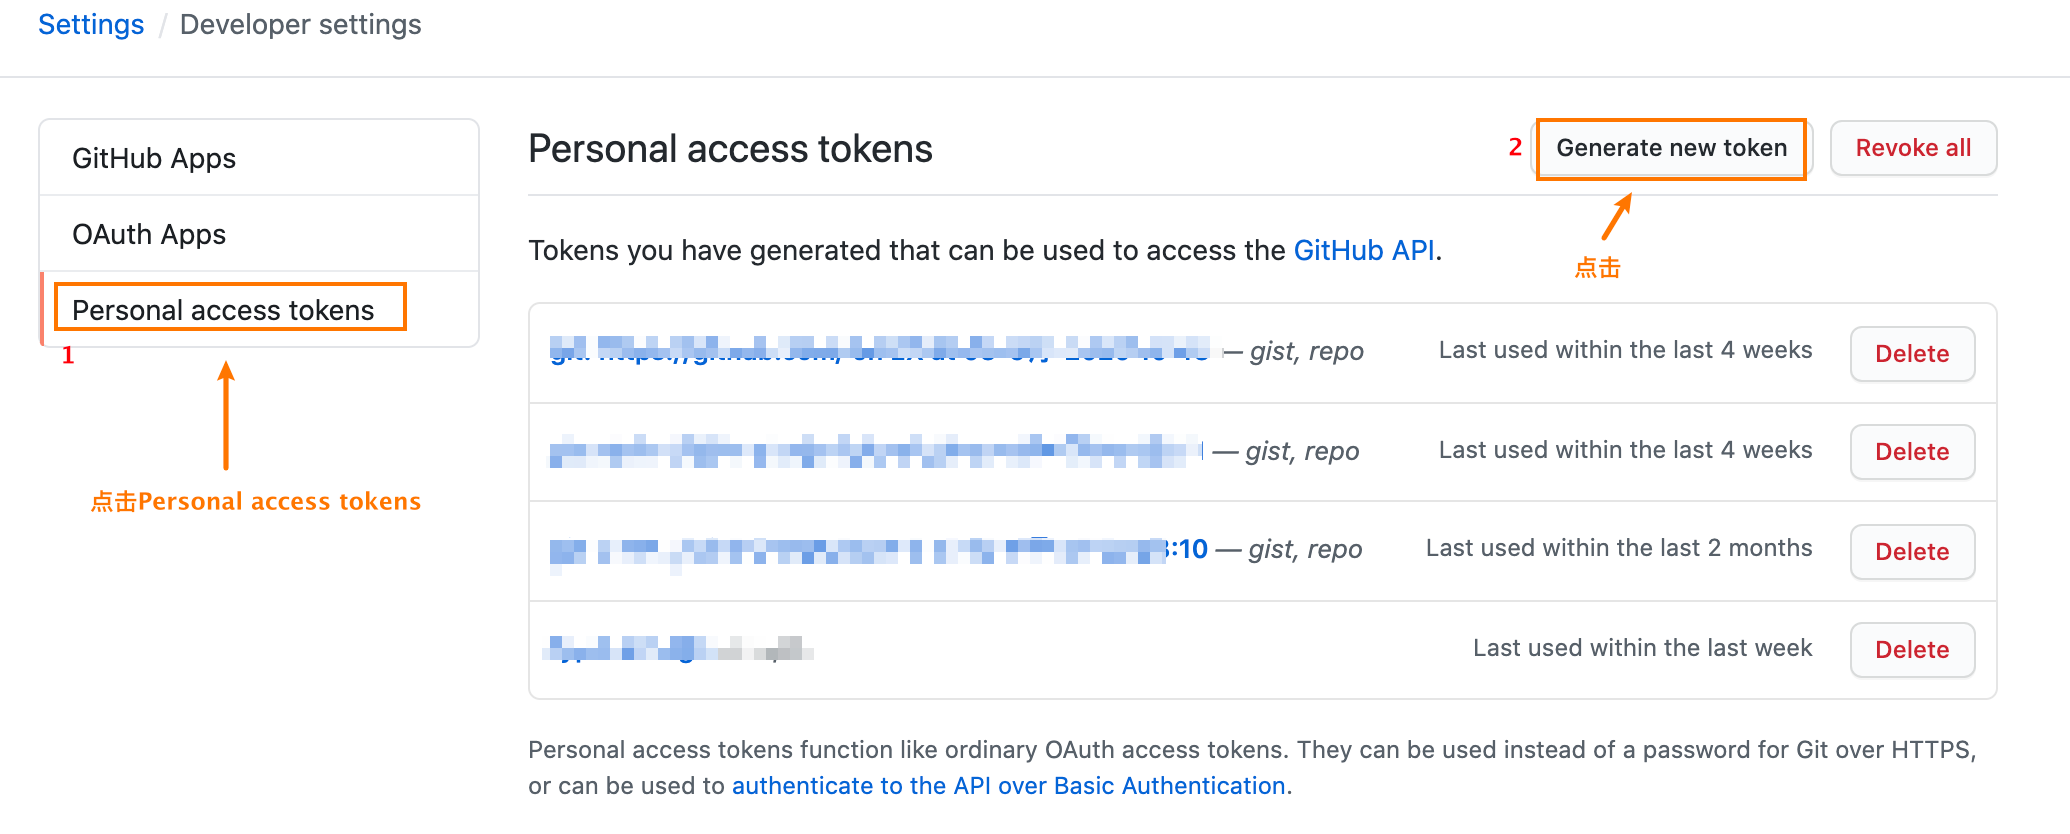 Settings / Developer settings
GitHub Apps
OAuth Apps
Personal access tokens
1
点击Personal access tokens
Personal access tokens
2
Generate new token
Revoke all
点击
Tokens you have generated that can be used to access the GitHub API.
— gist, repo
Last used within the last 4 weeks
Delete
— gist, repo
Last used within the last 4 weeks
Delete
:10 — gist, repo
Last used within the last 2 months
Delete
Last used within the last week
Delete
Personal access tokens function like ordinary OAuth access tokens. They can be used instead of a password for Git over HTTPS,
or can be used to authenticate to the API over Basic Authentication.